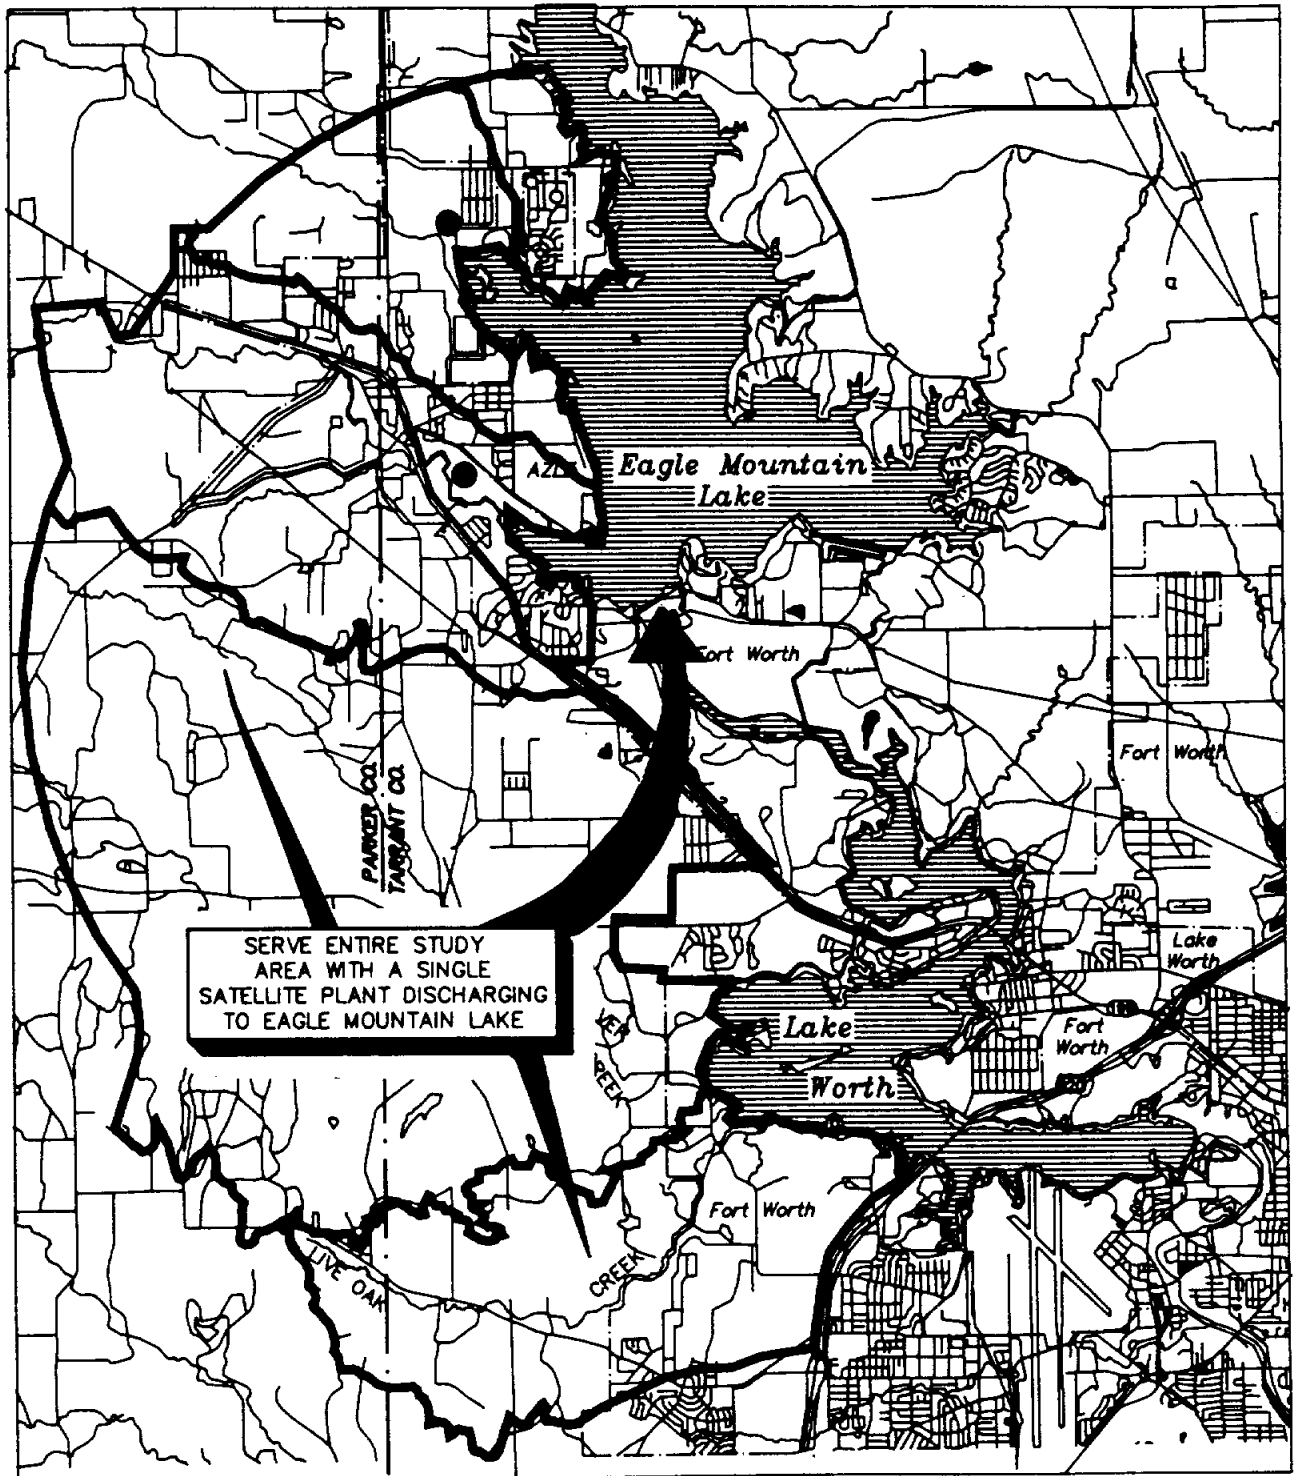 AZLE
Eagle Mountain
Lake
Fort Worth
Fort Worth
PARKER CO.
TARRANT CO.
SERVE ENTIRE STUDY
AREA WITH A SINGLE
SATELLITE PLANT DISCHARGING
TO EAGLE MOUNTAIN LAKE
Lake
Worth
Lake
Worth
Fort
Worth
Fort Worth
LIVE OAK
CREEK